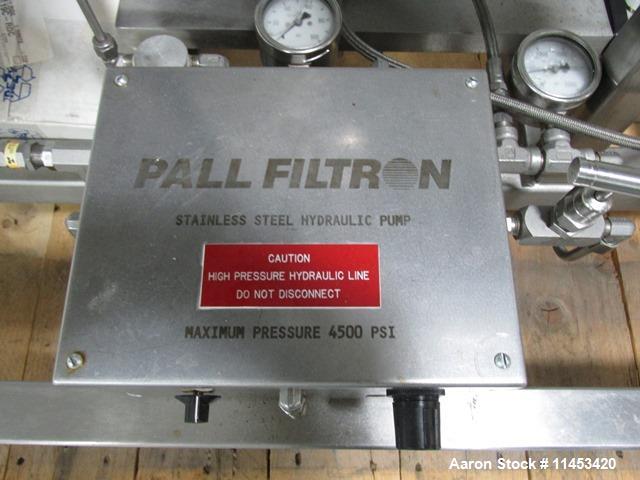 PALL FILTRON
STAINLESS STEEL HYDRAULIC PUMP
CAUTION
HIGH PRESSURE HYDRAULIC LINE
DO NOT DISCONNECT
MAXIMUM PRESSURE 4500 PSI
Aaron Stock # 11453420